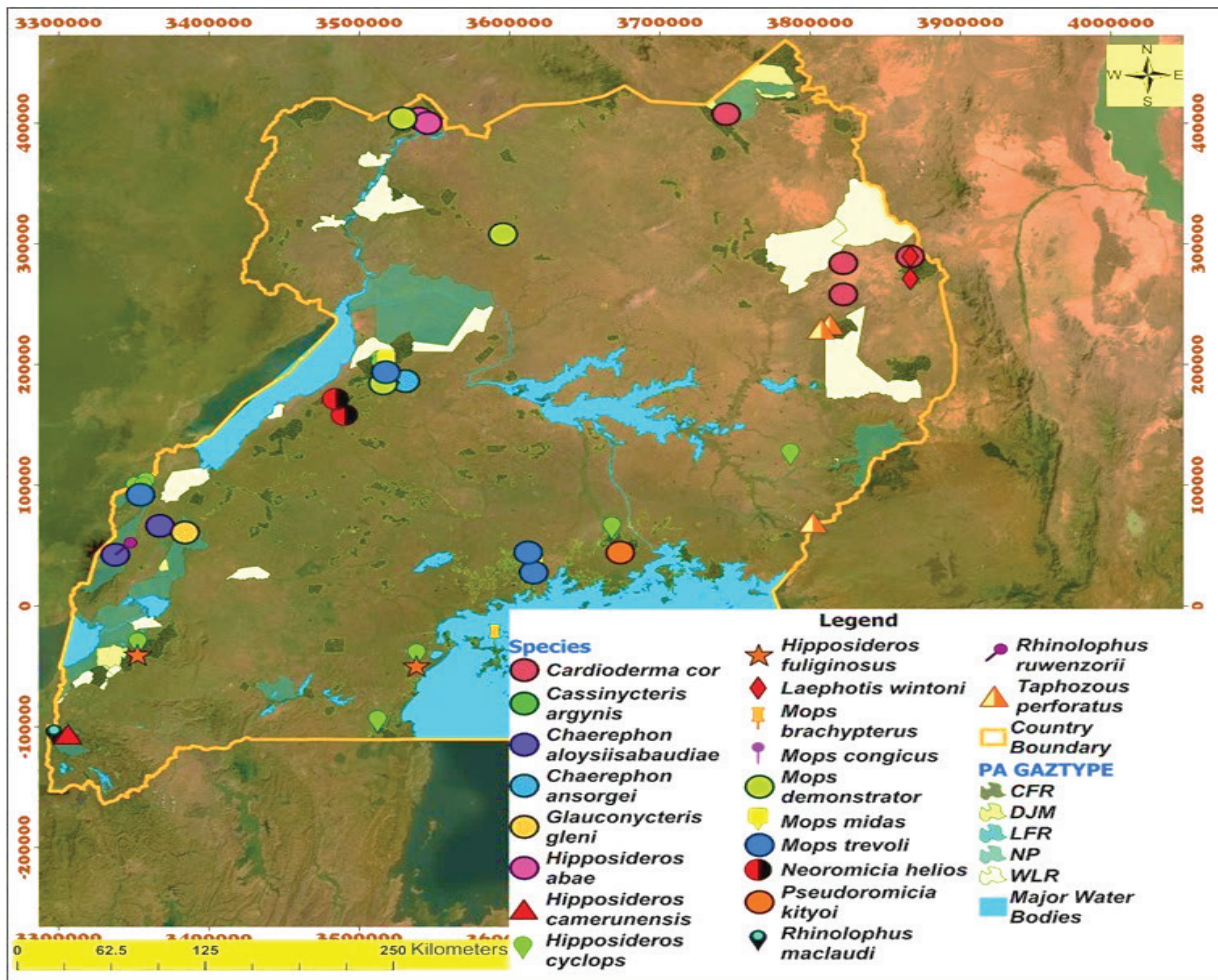 3300000 3400000 3500000 3600000 3700000 3800000 3900000 4000000
N
W E
S
400000 400000
300000 300000
200000 200000
100000 100000
0 0
-100000
-200000
Legend
Species
Cardioderma cor
Cassinycteris
argynis
Chaerephon
aloysiisabaudiae
Chaerephon
ansorgei
Glauconycteris
gleni
Hipposideros
abae
Hipposideros
camerunensis
Hipposideros
cyclops
Hipposideros
fuliginosus
Laephotis wintoni
Mops
brachypterus
Mops congicus
Mops
demonstrator
Mops midas
Mops trevoli
Neoromicia helios
Pseudoromicia
kityoi
Rhinolophus
maclaudi
Rhinolophus
ruwenzorii
Taphozous
perforatus
Country
Boundary
PA GAZTYPE
CFR
DJM
LFR
NP
WLR
Major Water
Bodies
3300000 3400000 3500000
0 62.5 125 250 Kilometers